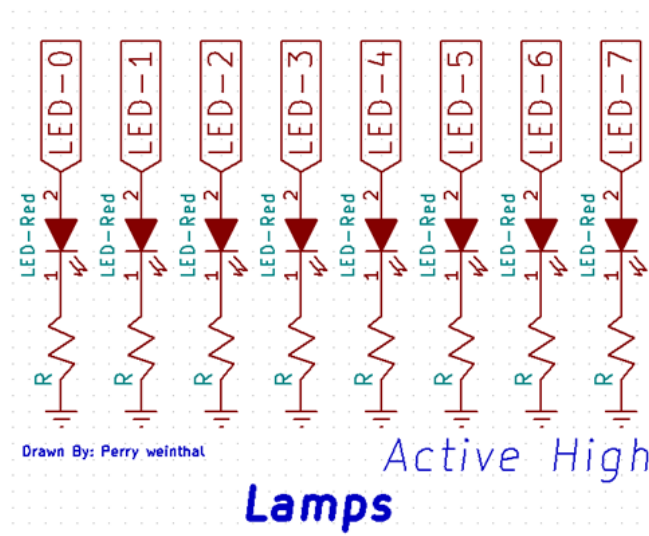 LED-0 LED-1 LED-2 LED-3 LED-4 LED-5 LED-6 LED-7
2 2 2 2 2 2 2 2
LED-Red LED-Red LED-Red LED-Red LED-Red LED-Red LED-Red LED-Red
1 1 1 1 1 1 1 1
R R R R R R R R
Drawn By: Perry weinthal
Active High
Lamps